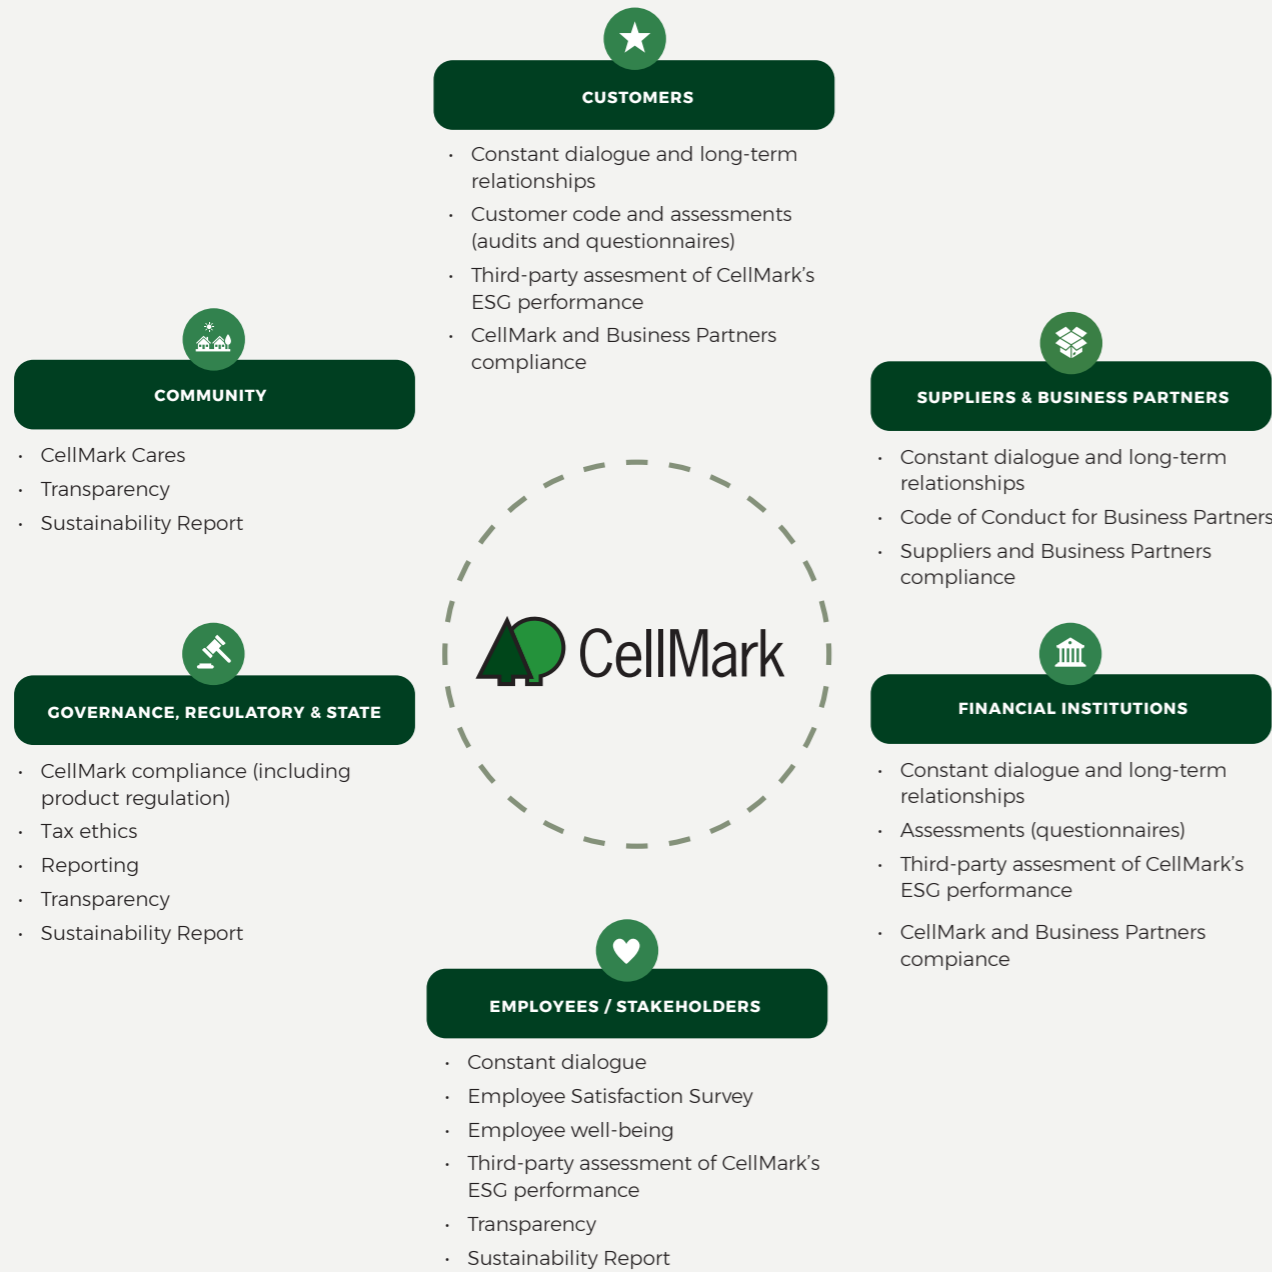 CUSTOMERS
• Constant dialogue and long-term
relationships
• Customer code and assessments
(audits and questionnaires)
• Third-party assesment of CellMark’s
ESG performance
• CellMark and Business Partners
compliance
COMMUNITY
• CellMark Cares
• Transparency
• Sustainability Report
SUPPLIERS & BUSINESS PARTNERS
• Constant dialogue and long-term
relationships
• Code of Conduct for Business Partners
• Suppliers and Business Partners
compliance
CellMark
GOVERNANCE, REGULATORY & STATE
• CellMark compliance (including
product regulation)
• Tax ethics
• Reporting
• Transparency
• Sustainability Report
FINANCIAL INSTITUTIONS
• Constant dialogue and long-term
relationships
• Assessments (questionnaires)
• Third-party assesment of CellMark’s
ESG performance
• CellMark and Business Partners
compiance
EMPLOYEES / STAKEHOLDERS
• Constant dialogue
• Employee Satisfaction Survey
• Employee well-being
• Third-party assessment of CellMark’s
ESG performance
• Transparency
• Sustainability Report